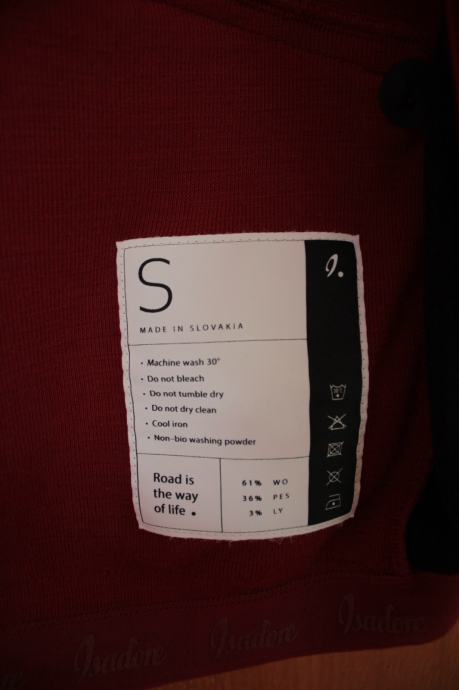 S
MADE IN SLOVAKIA
• Machine wash 30°
• Do not bleach
• Do not tumble dry
• Do not dry clean
• Cool iron
• Non-bio washing powder
Road is
the way
of life •
61% WO
36% PES
3% LY
Isadore Isadore Isadore